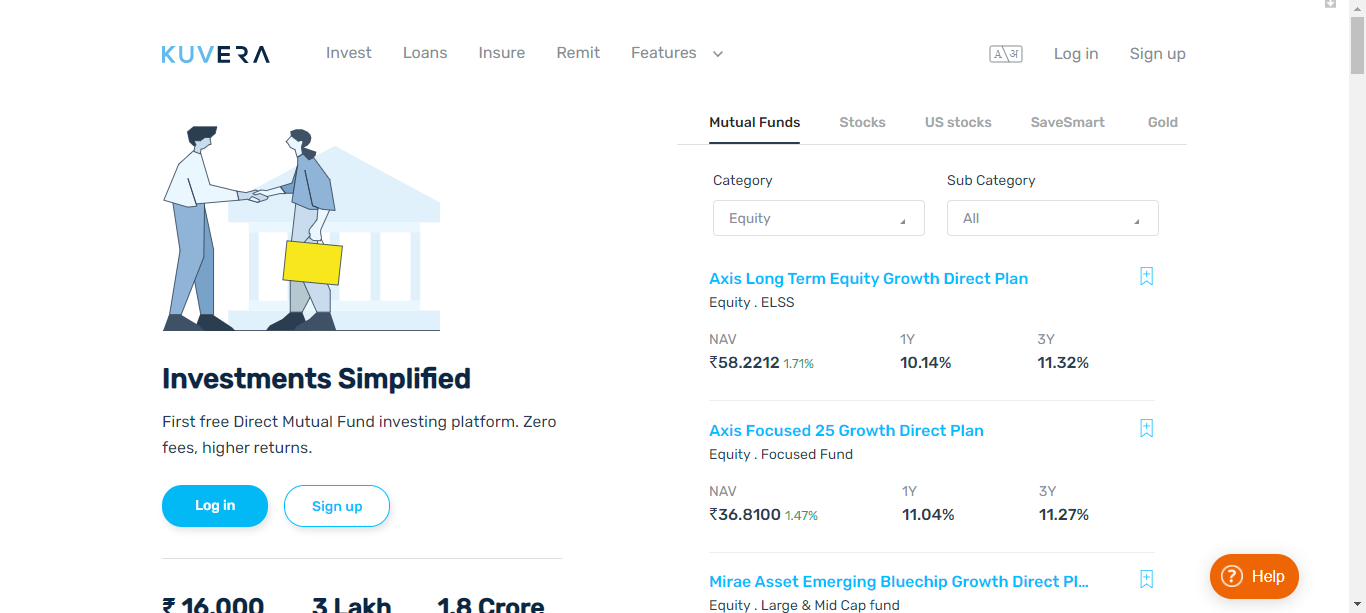 KUVERA
Invest Loans Insure Remit Features
A\अ Log in Sign up
Mutual Funds Stocks US stocks SaveSmart Gold
Category Sub Category
Equity All
Axis Long Term Equity Growth Direct Plan
Equity . ELSS
NAV 1Y 3Y
₹58.2212 1.71% 10.14% 11.32%
Axis Focused 25 Growth Direct Plan
Equity . Focused Fund
NAV 1Y 3Y
₹36.8100 1.47% 11.04% 11.27%
Mirae Asset Emerging Bluechip Growth Direct Pl...
Equity . Large & Mid Cap fund
Investments Simplified
First free Direct Mutual Fund investing platform. Zero
fees, higher returns.
Log in Sign up
₹ 16,000 3 Lakh 1.8 Crore
? Help